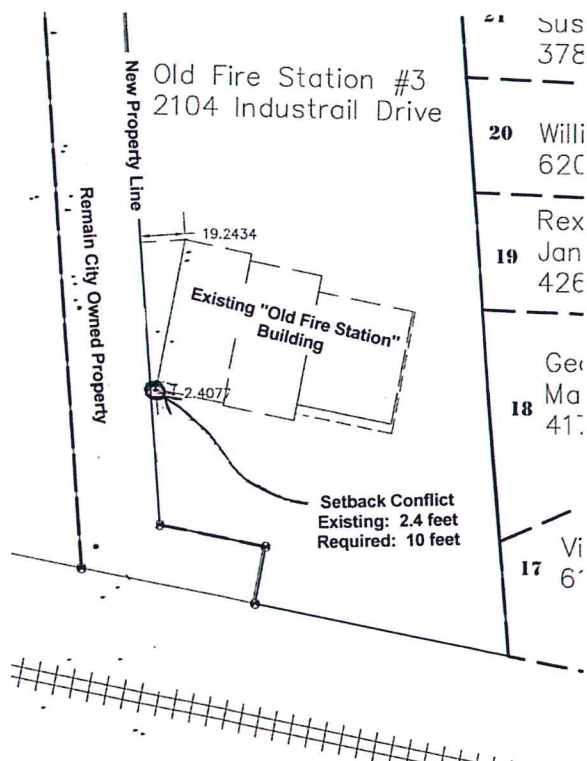 Old Fire Station #3
2104 Industrail Drive
New Property Line
Remain City Owned Property
19.2434
Existing "Old Fire Station"
Building
2.4077
Setback Conflict
Existing: 2.4 feet
Required: 10 feet
21
378
20
Willi
620
19
Rex
Jan
426
18
Ma
417
17
Vi